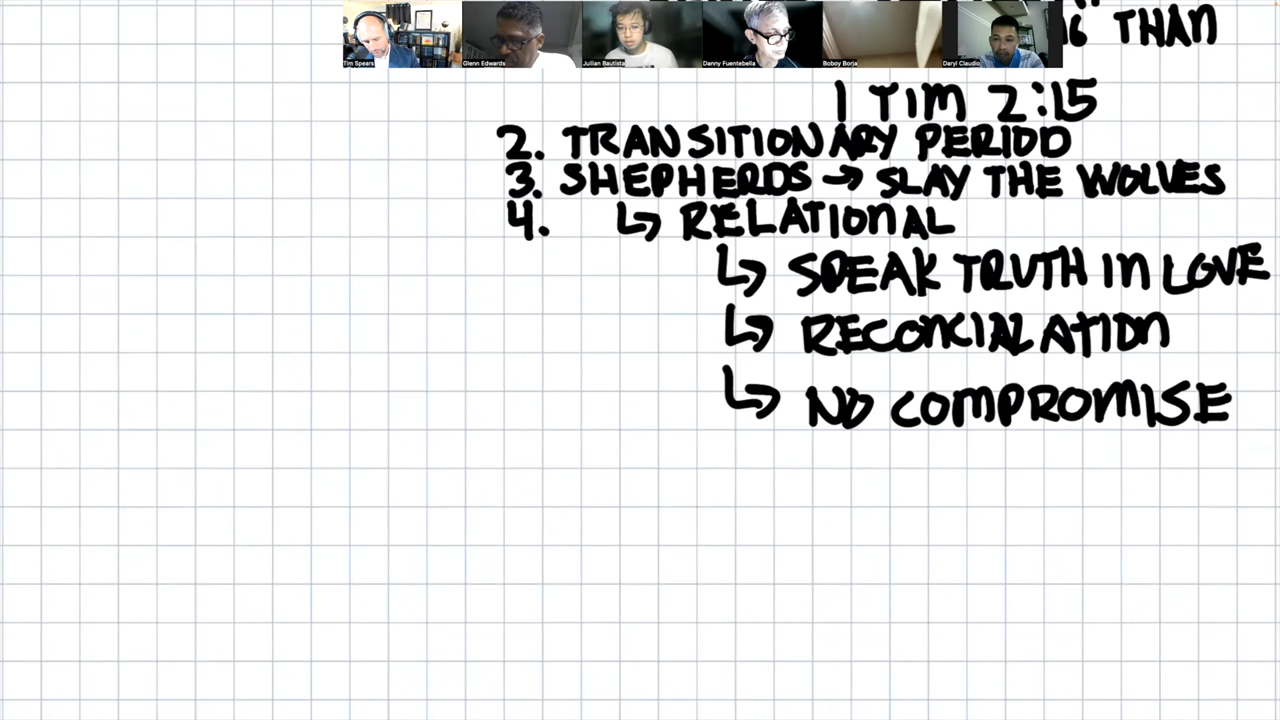 Tim Spears
Glenn Edwards
Julian Bautista
Danny Fuentebella
Boboy Borja
Daryl Claudio
THAN
1 TIM 2:15
2. TRANSITIONARY PERIOD
3. SHEPHERDS → SLAY THE WOLVES
4. ↳ RELATIONAL
↳ SPEAK TRUTH IN LOVE
↳ RECONCIALATION
↳ NO COMPROMISE